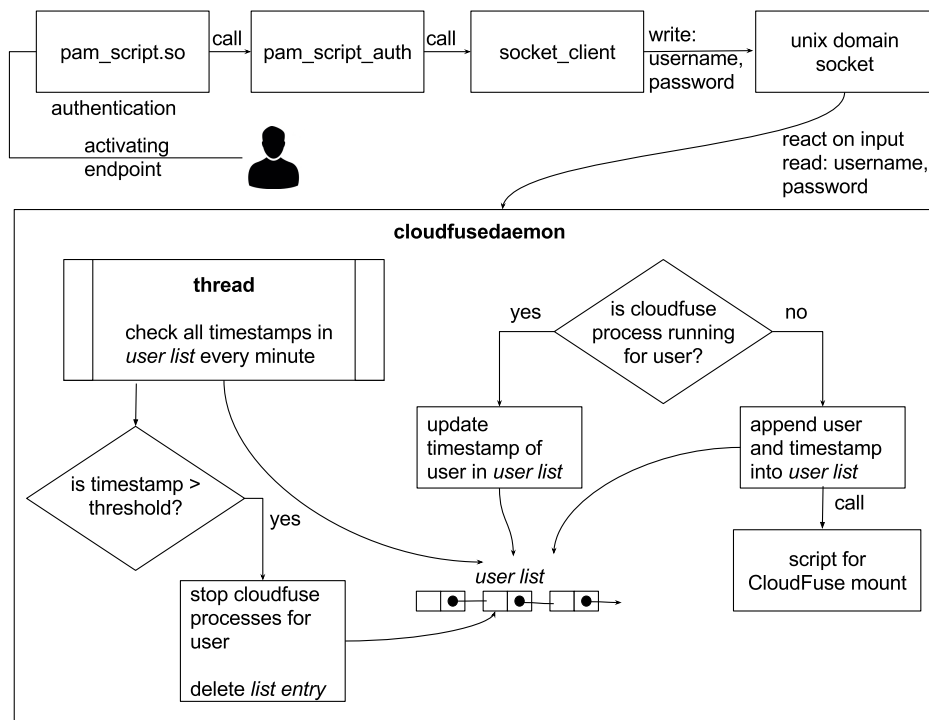 pam_script.so
call
pam_script_auth
call
socket_client
write:
username,
password
unix domain
socket
authentication
activating
endpoint
react on input
read: username,
password
cloudfusedaemon
thread
check all timestamps in
user list every minute
is timestamp >
threshold?
yes
stop cloudfuse
processes for
user
delete list entry
is cloudfuse
process running
for user?
yes
no
update
timestamp of
user in user list
append user
and timestamp
into user list
call
script for
CloudFuse mount
user list